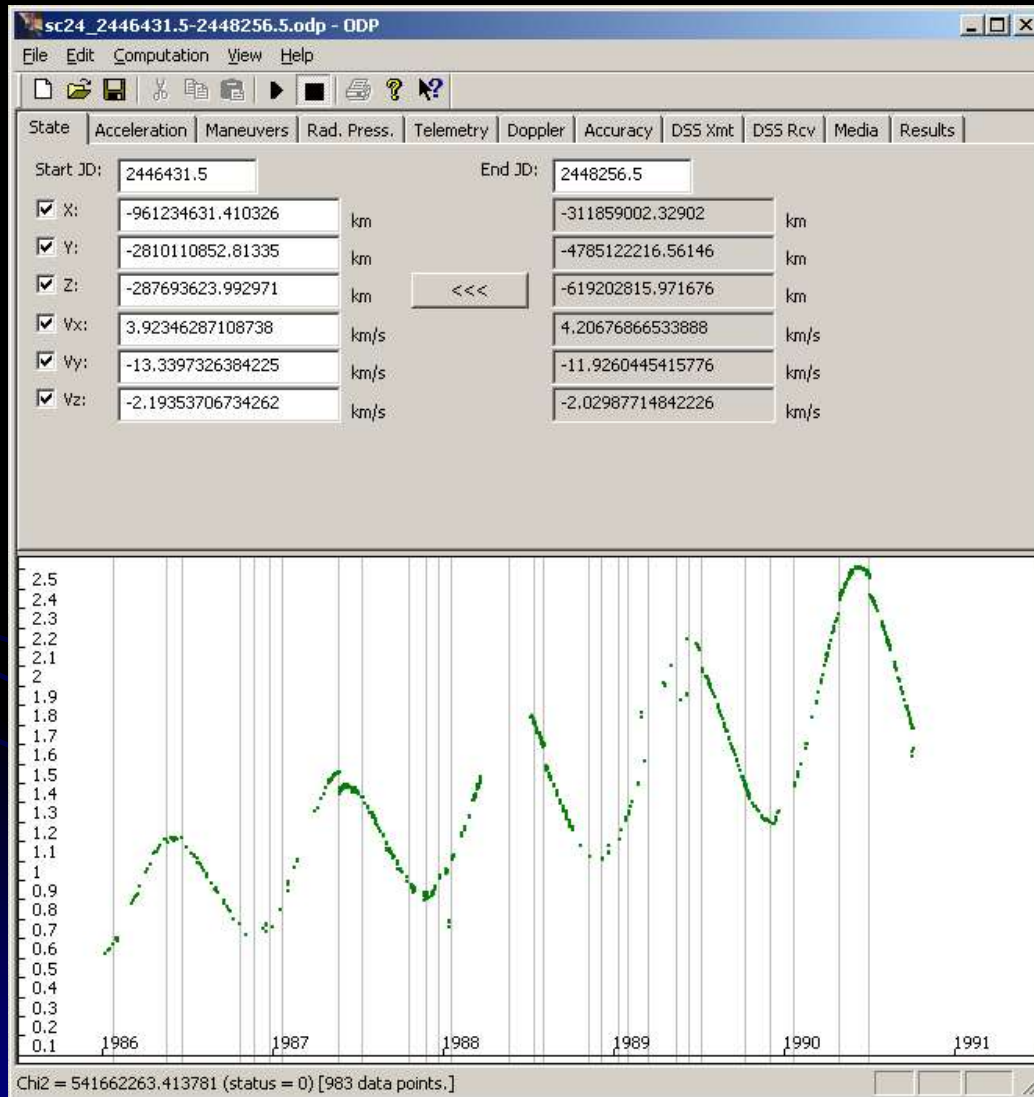 sc24_2446431.5-2448256.5.odp - ODP
File Edit Computation View Help
State Acceleration Maneuvers Rad. Press. Telemetry Doppler Accuracy DSS Xmt DSS Rcv Media Results
Start JD: 2446431.5 End JD: 2448256.5
X: -961234631.410326 km -311859002.32902 km
Y: -2810110852.81335 km -4785122216.56146 km
Z: -287693623.992971 km <<< -619202815.971676 km
Vx: 3.92346287108738 km/s 4.20676866533888 km/s
Vy: -13.3397326384225 km/s -11.9260445415776 km/s
Vz: -2.19353706734262 km/s -2.02987714842226 km/s
2.5
2.4
2.3
2.2
2.1
2
1.9
1.8
1.7
1.6
1.5
1.4
1.3
1.2
1.1
1
0.9
0.8
0.7
0.6
0.5
0.4
0.3
0.2
0.1
1986 1987 1988 1989 1990 1991
Chi2 = 541662263.413781 (status = 0) [983 data points.]